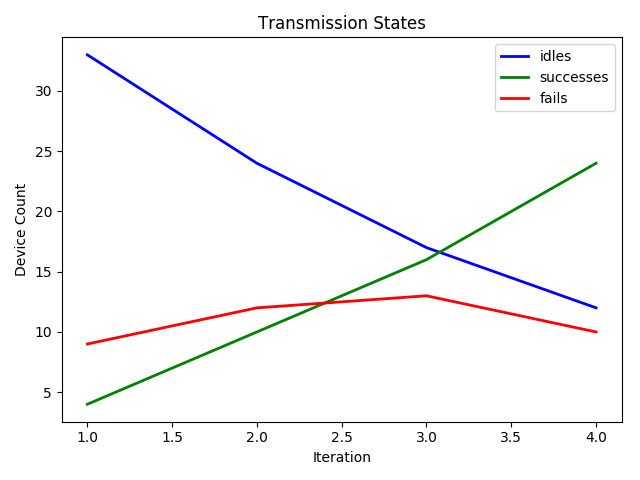 Transmission States
idles
successes
fails
Device Count
30
25
20
15
10
5
1.0 1.5 2.0 2.5 3.0 3.5 4.0
Iteration